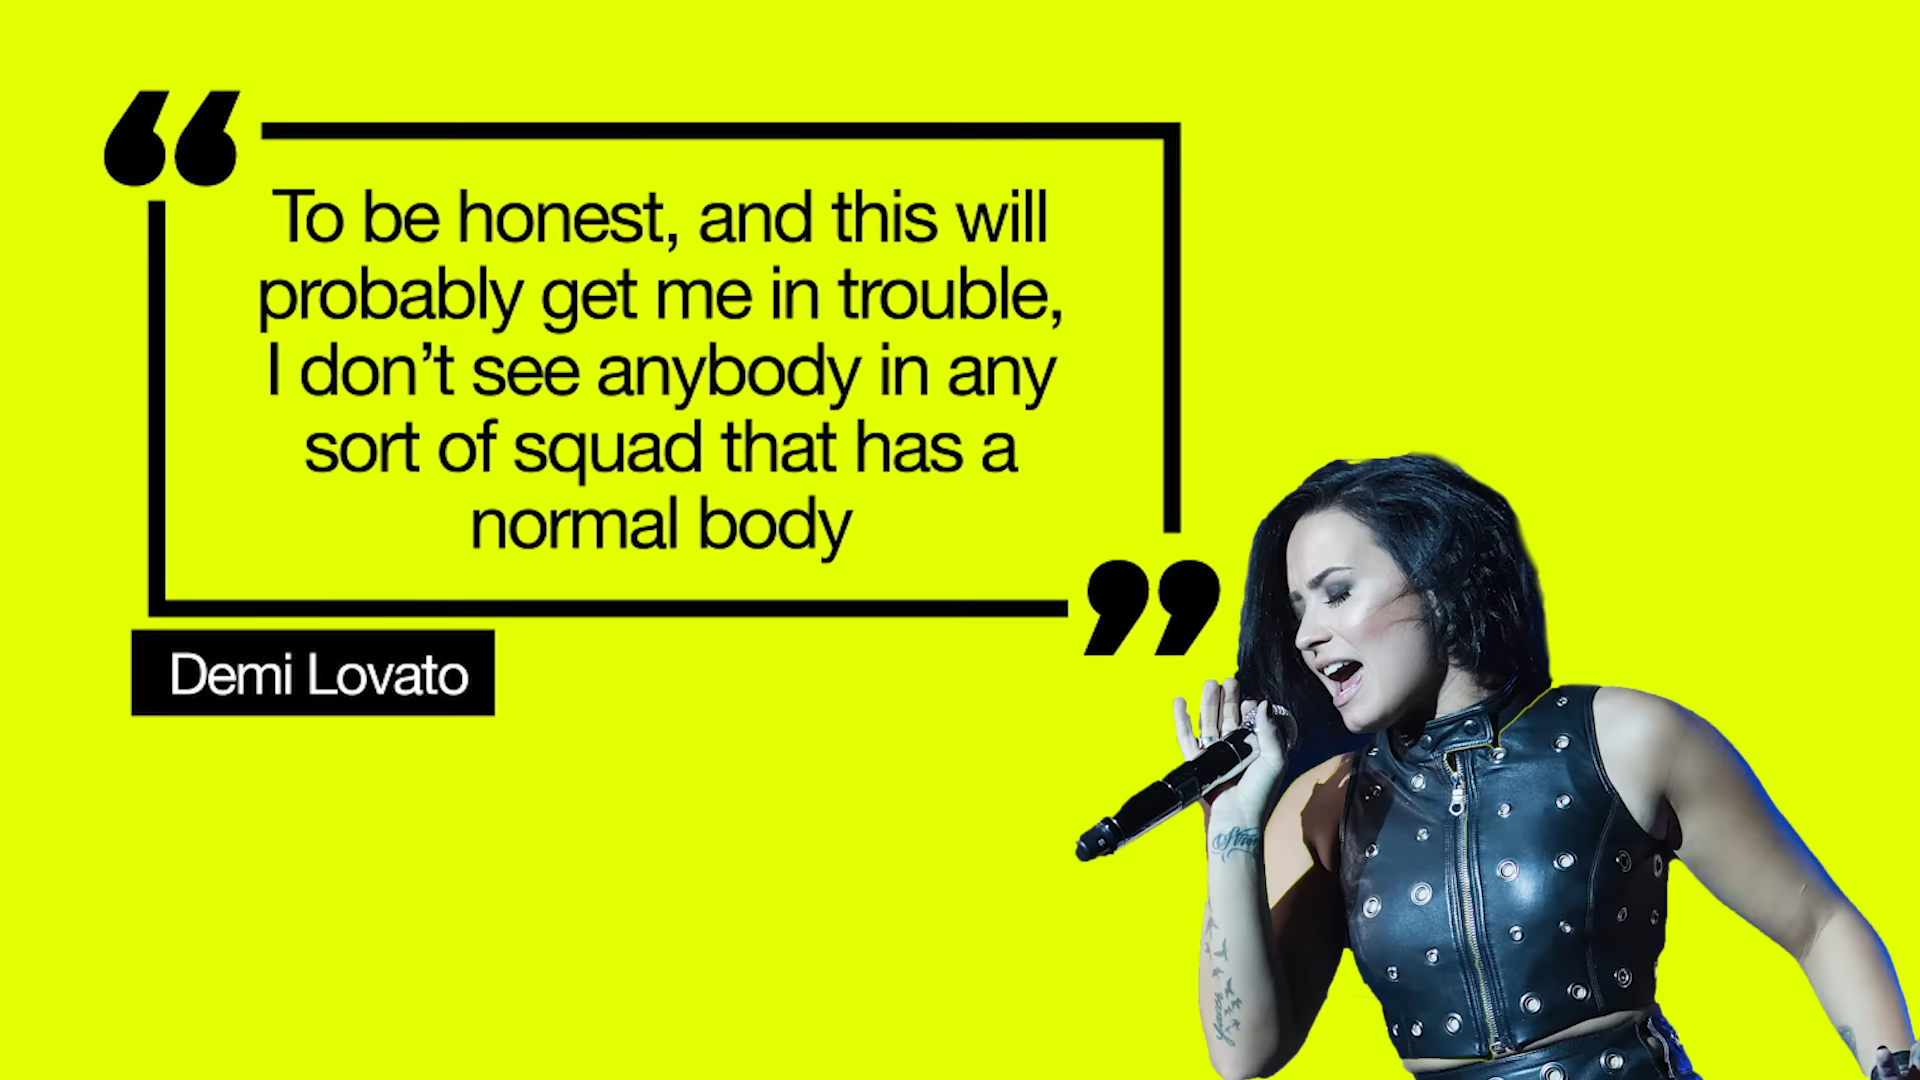 “
To be honest, and this will
probably get me in trouble,
I don’t see anybody in any
sort of squad that has a
normal body
”
Demi Lovato